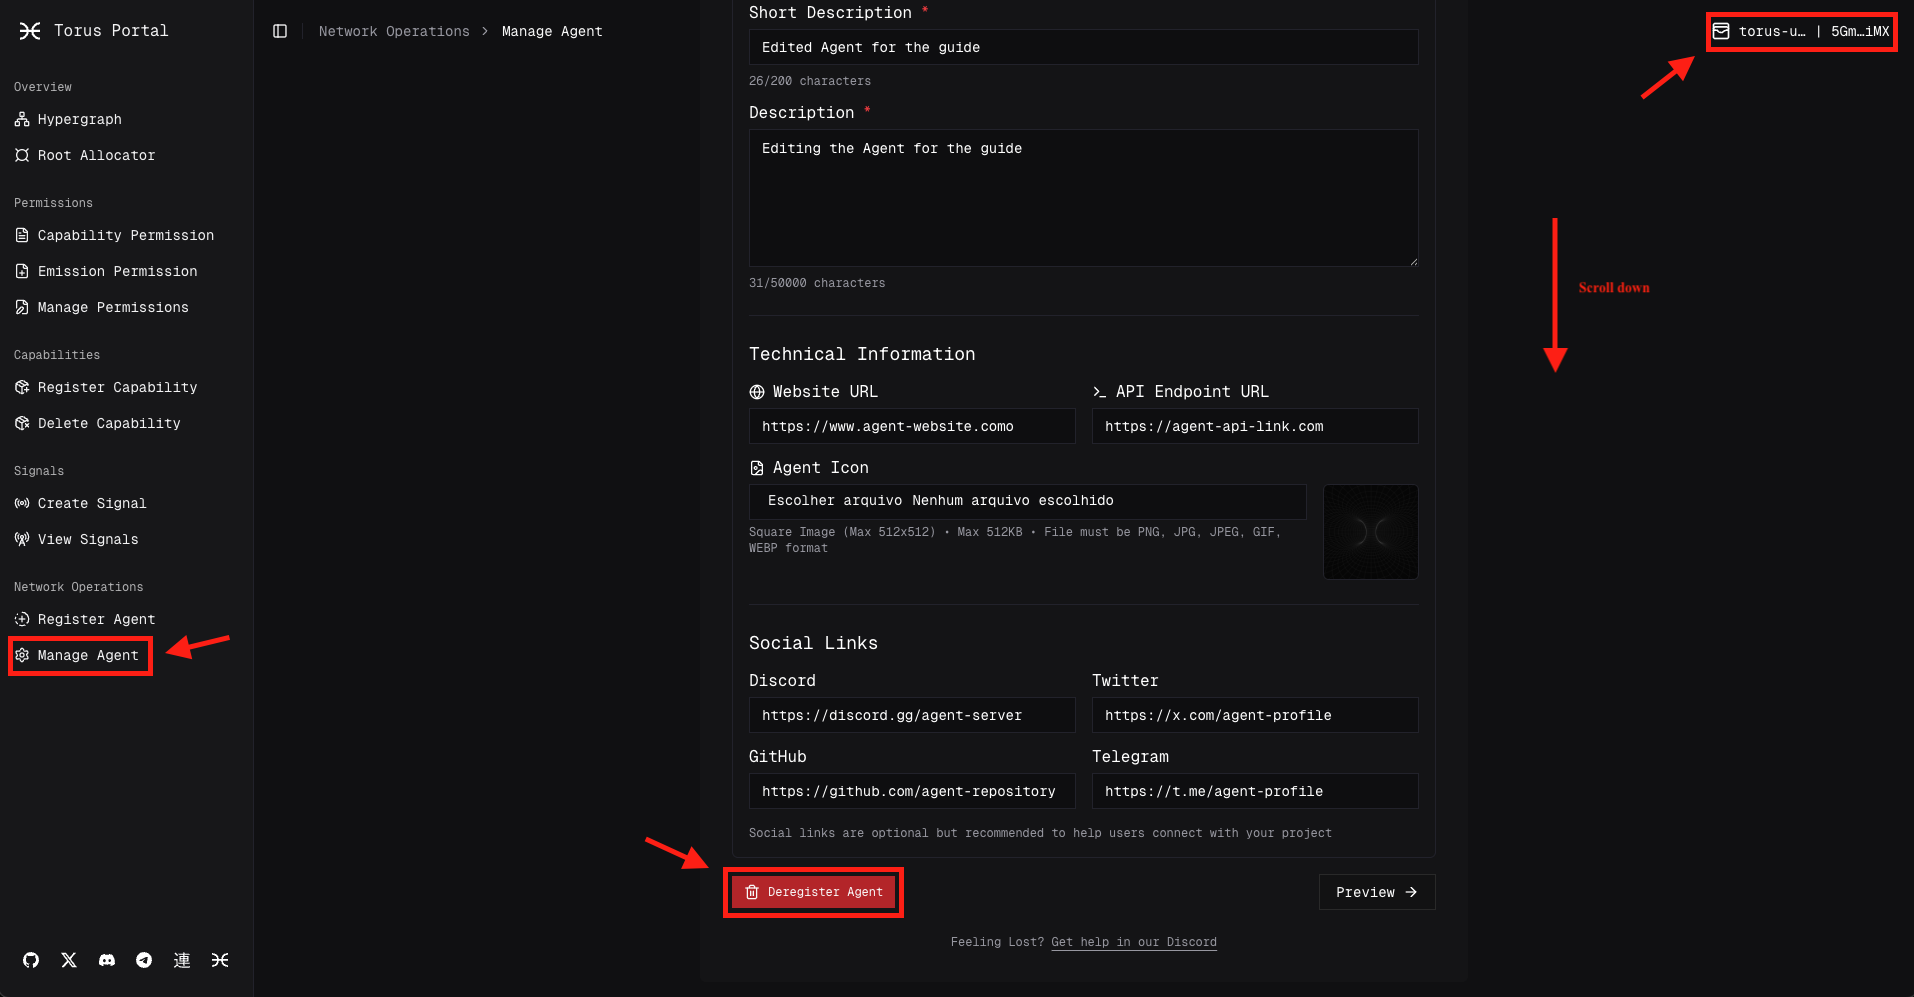 Torus Portal
Overview
Hypergraph
Root Allocator
Permissions
Capability Permission
Emission Permission
Manage Permissions
Capabilities
Register Capability
Delete Capability
Signals
Create Signal
View Signals
Network Operations
Register Agent
Manage Agent
連
Network Operations > Manage Agent
torus-u… | 5Gm…iMX
Short Description *
Edited Agent for the guide
26/200 characters
Description *
Editing the Agent for the guide
31/50000 characters
Scroll down
Technical Information
Website URL
https://www.agent-website.como
API Endpoint URL
https://agent-api-link.com
Agent Icon
Escolher arquivo Nenhum arquivo escolhido
Square Image (Max 512x512) • Max 512KB • File must be PNG, JPG, JPEG, GIF,
WEBP format
Social Links
Discord
https://discord.gg/agent-server
Twitter
https://x.com/agent-profile
GitHub
https://github.com/agent-repository
Telegram
https://t.me/agent-profile
Social links are optional but recommended to help users connect with your project
Deregister Agent
Preview →
Feeling Lost? Get help in our Discord